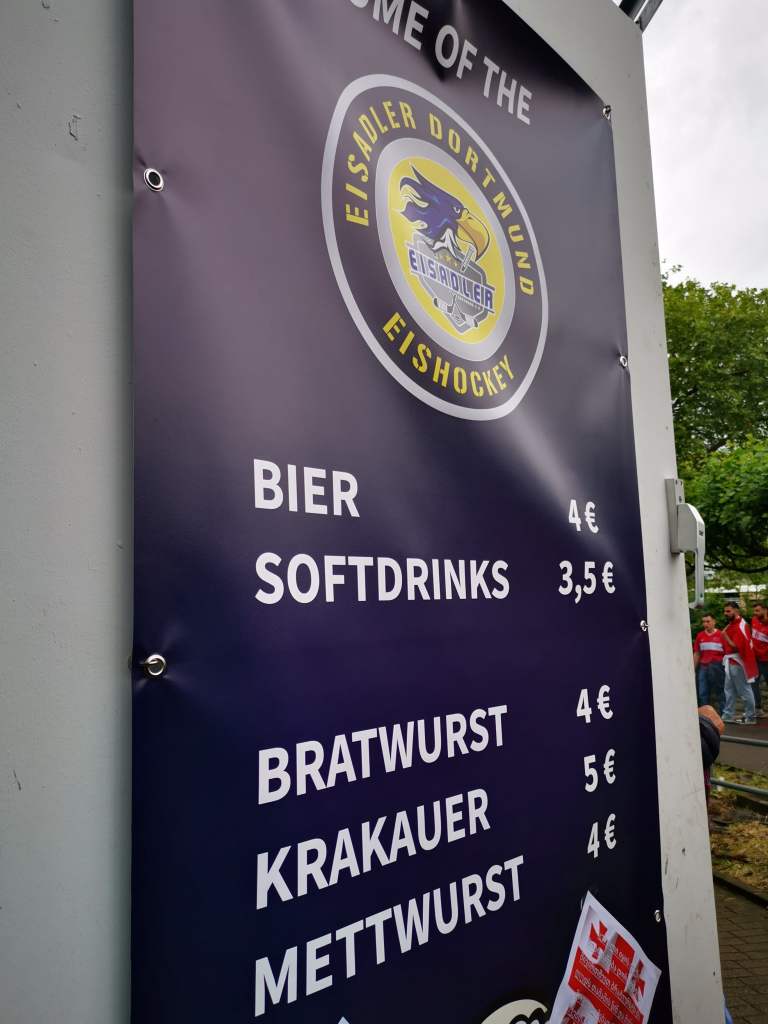 OME OF THE
EISADLER DORTMUND
EISADLER
EISHOCKEY
BIER 4 €
SOFTDRINKS 3,5 €
BRATWURST 4 €
KRAKAUER 5 €
METTWURST 4 €